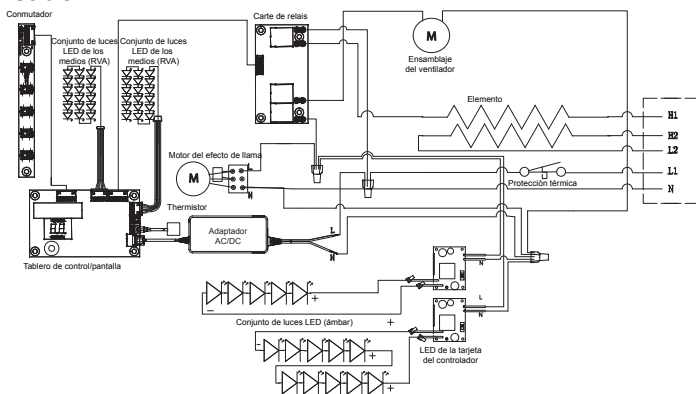 Conmutador
Conjunto de luces
LED de los
medios (RVA)
Conjunto de luces
LED de los
medios (RVA)
Carte de relais
M
Ensamblaje
del ventilador
Elemento
H1
H2
L2
L1
N
Protección térmica
Motor del efecto de llama
M
L
N
Thermistor
Adaptador
AC/DC
L
N
Tablero de control/pantalla
N
L
N
Conjunto de luces LED (ámbar)
LED de la tarjeta
del controlador